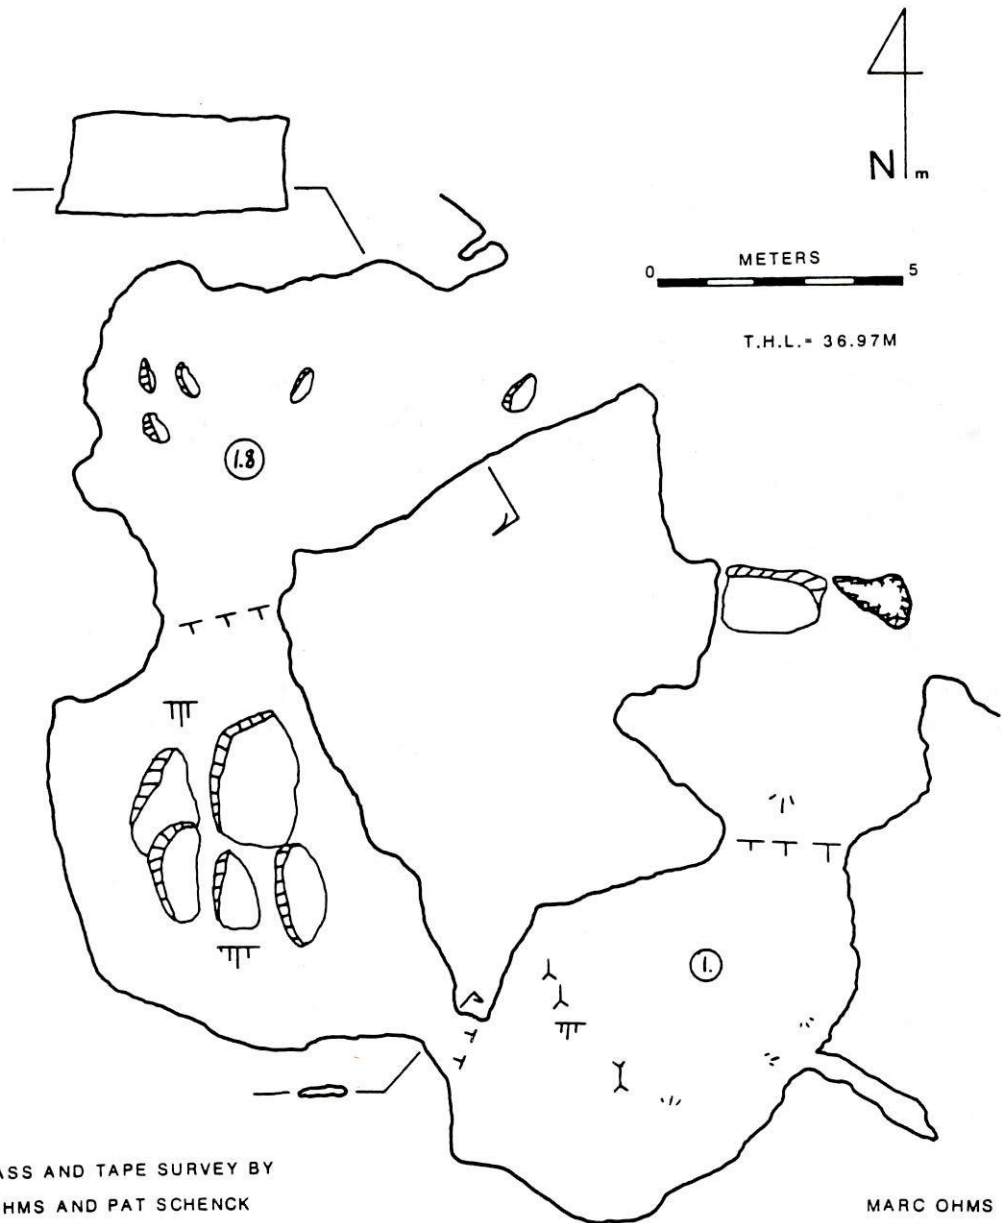 N m
METERS
0 5
T.H.L.= 36.97M
1.8
1.
ASS AND TAPE SURVEY BY
HMS AND PAT SCHENCK
MARC OHMS